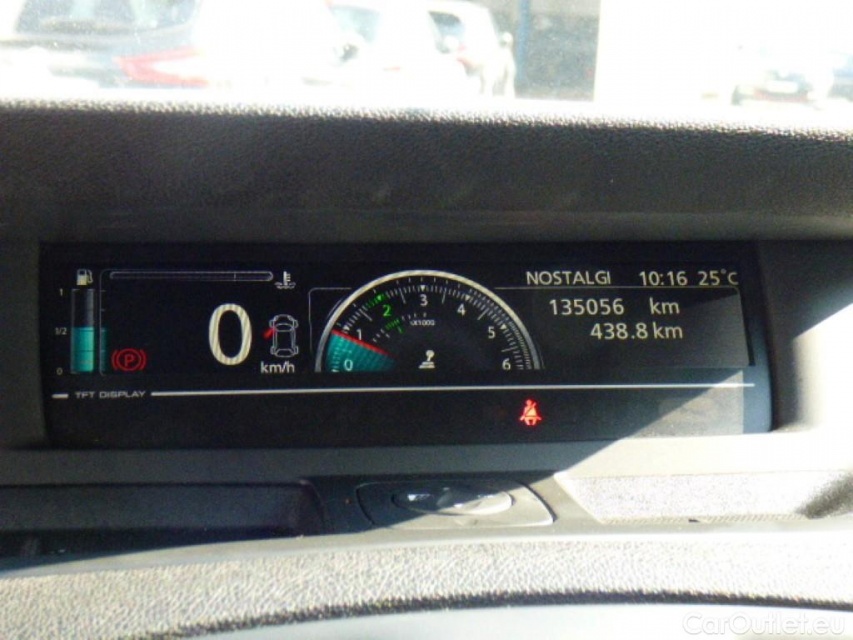 NOSTALGI 10:16 25°C
135056 km
438.8 km
1
1/2
0
(P)
0
km/h
0 1 2 3 4 5 6
x1000
TFT DISPLAY
CarOutlet.eu